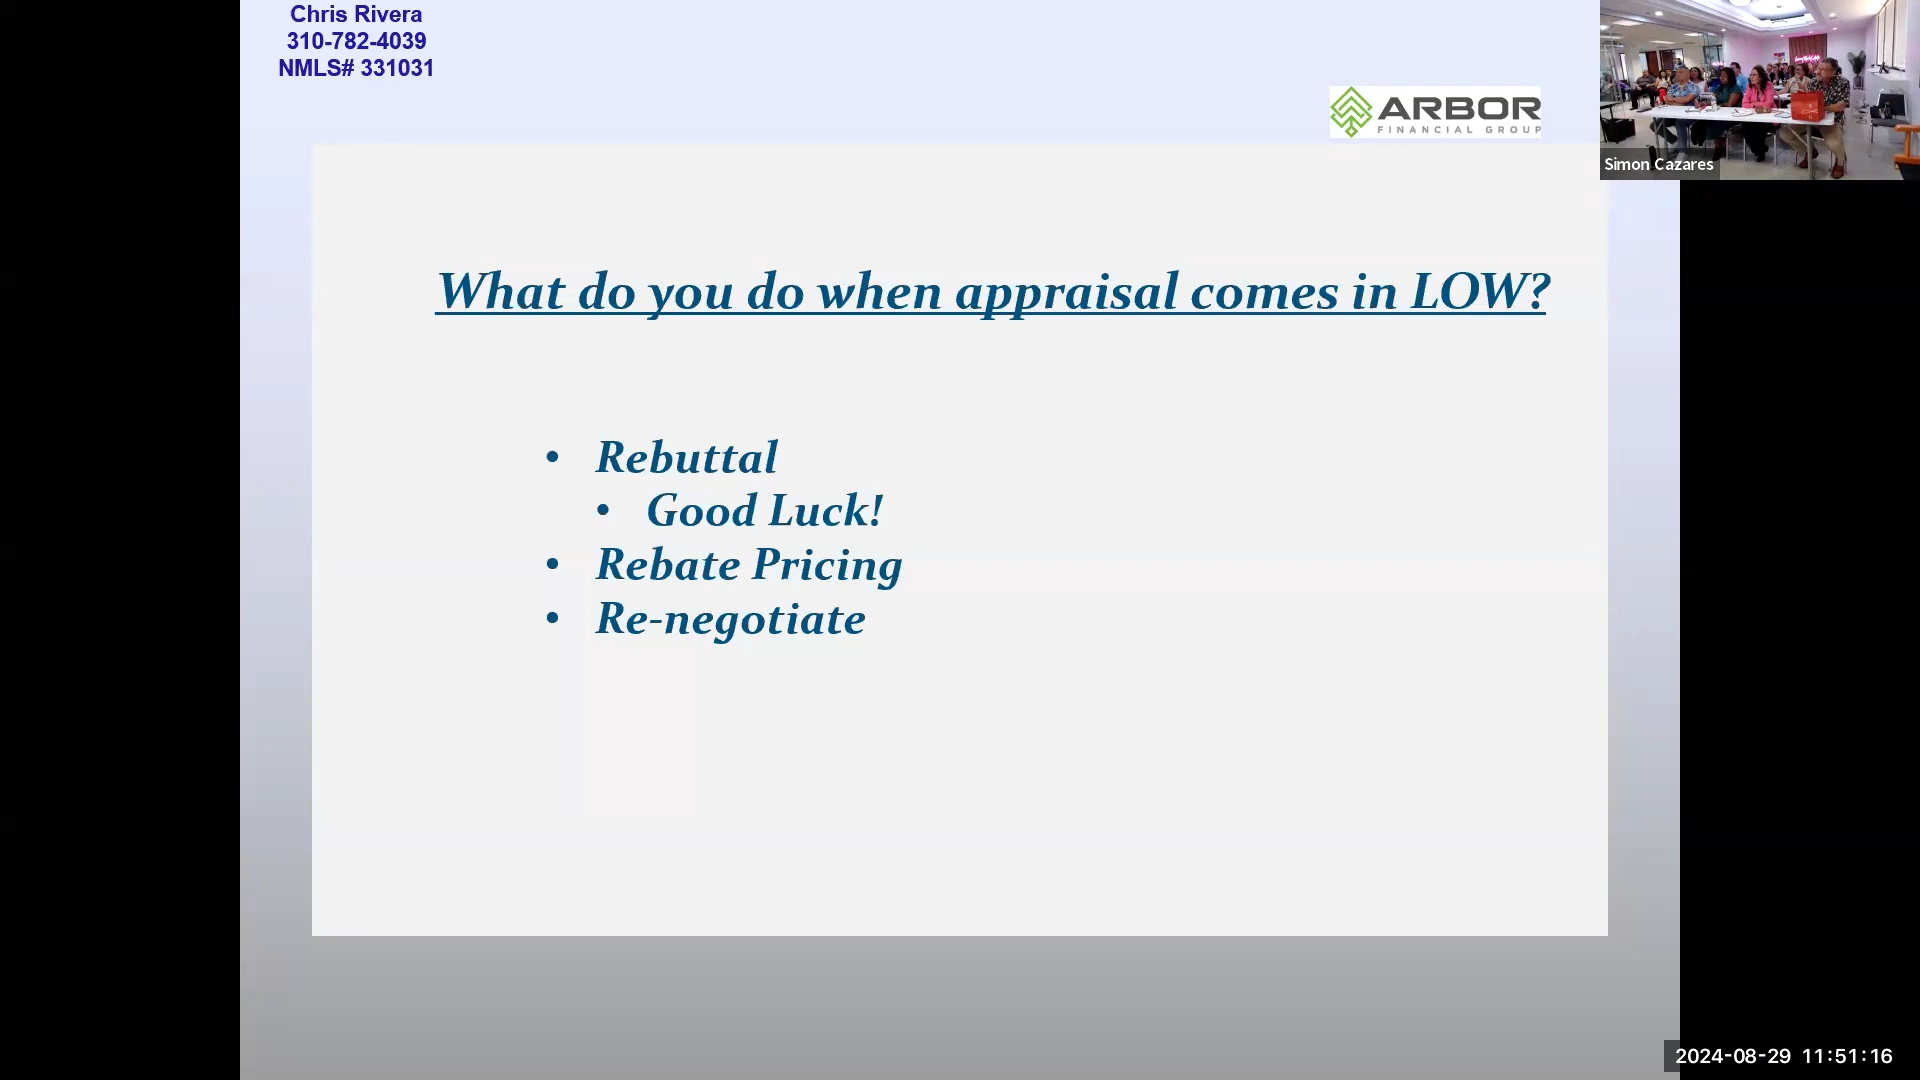 Chris Rivera
310-782-4039
NMLS# 331031
ARBOR
FINANCIAL GROUP
Simon Cazares
What do you do when appraisal comes in LOW?
• Rebuttal
• Good Luck!
• Rebate Pricing
• Re-negotiate
2024-08-29 11:51:16